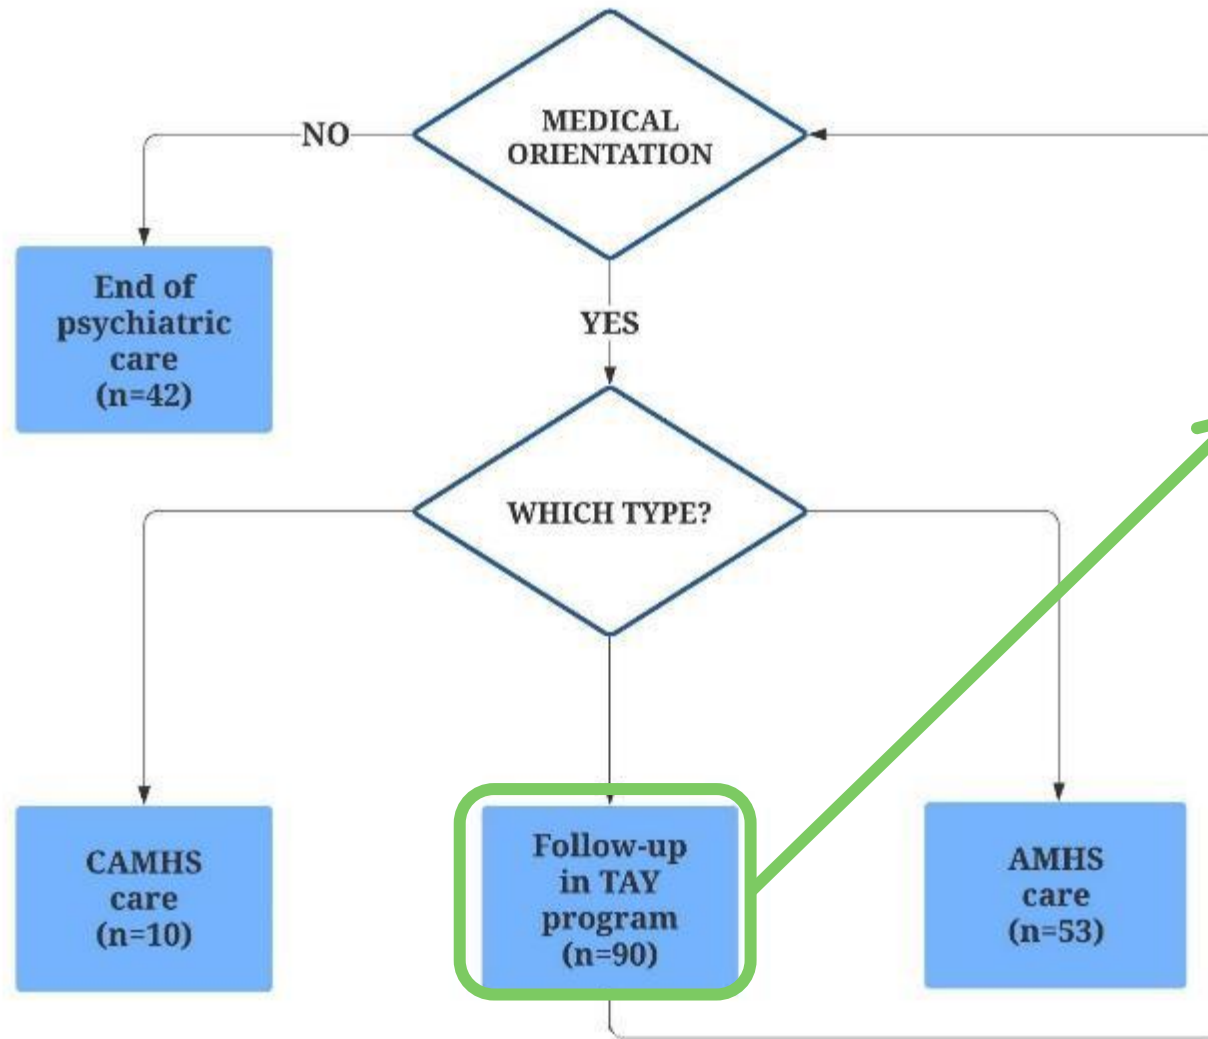 MEDICAL
ORIENTATION
NO
End of
psychiatric
care
(n=42)
YES
WHICH TYPE?
CAMHS
care
(n=10)
Follow-up
in TAY
program
(n=90)
AMHS
care
(n=53)